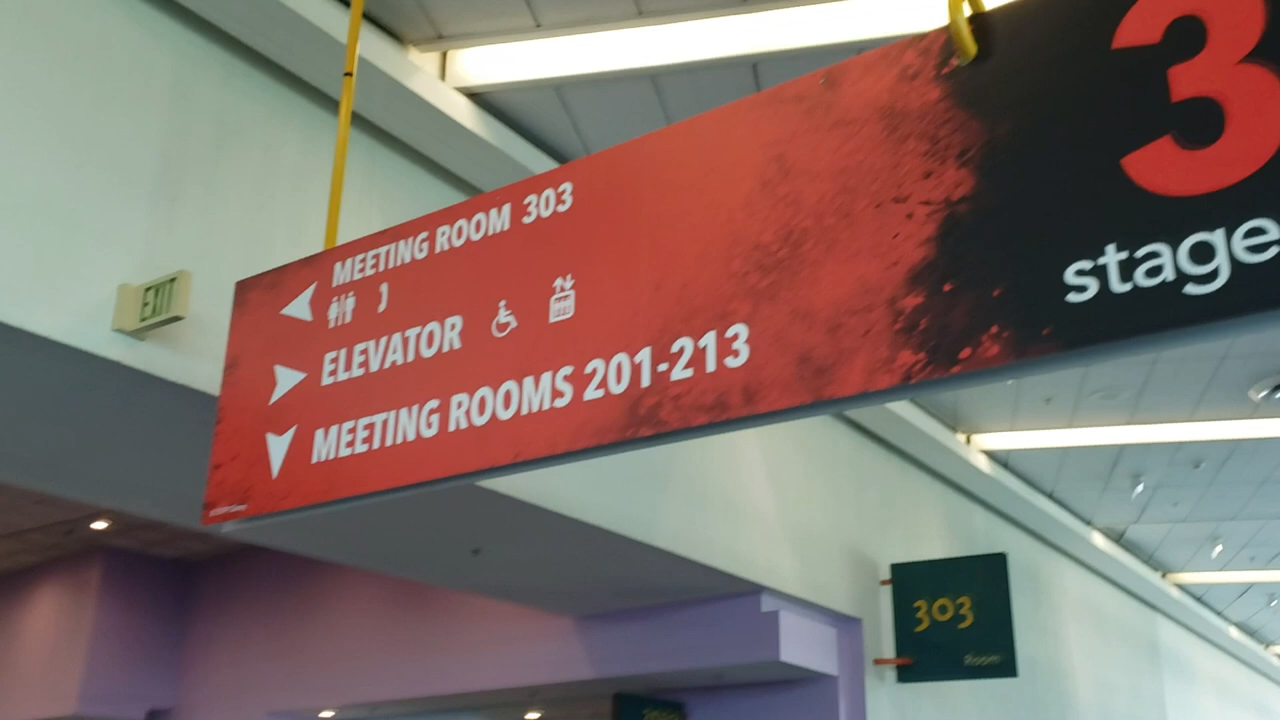 MEETING ROOM 303
ELEVATOR
MEETING ROOMS 201-213
3
stage
EXIT
303
Room